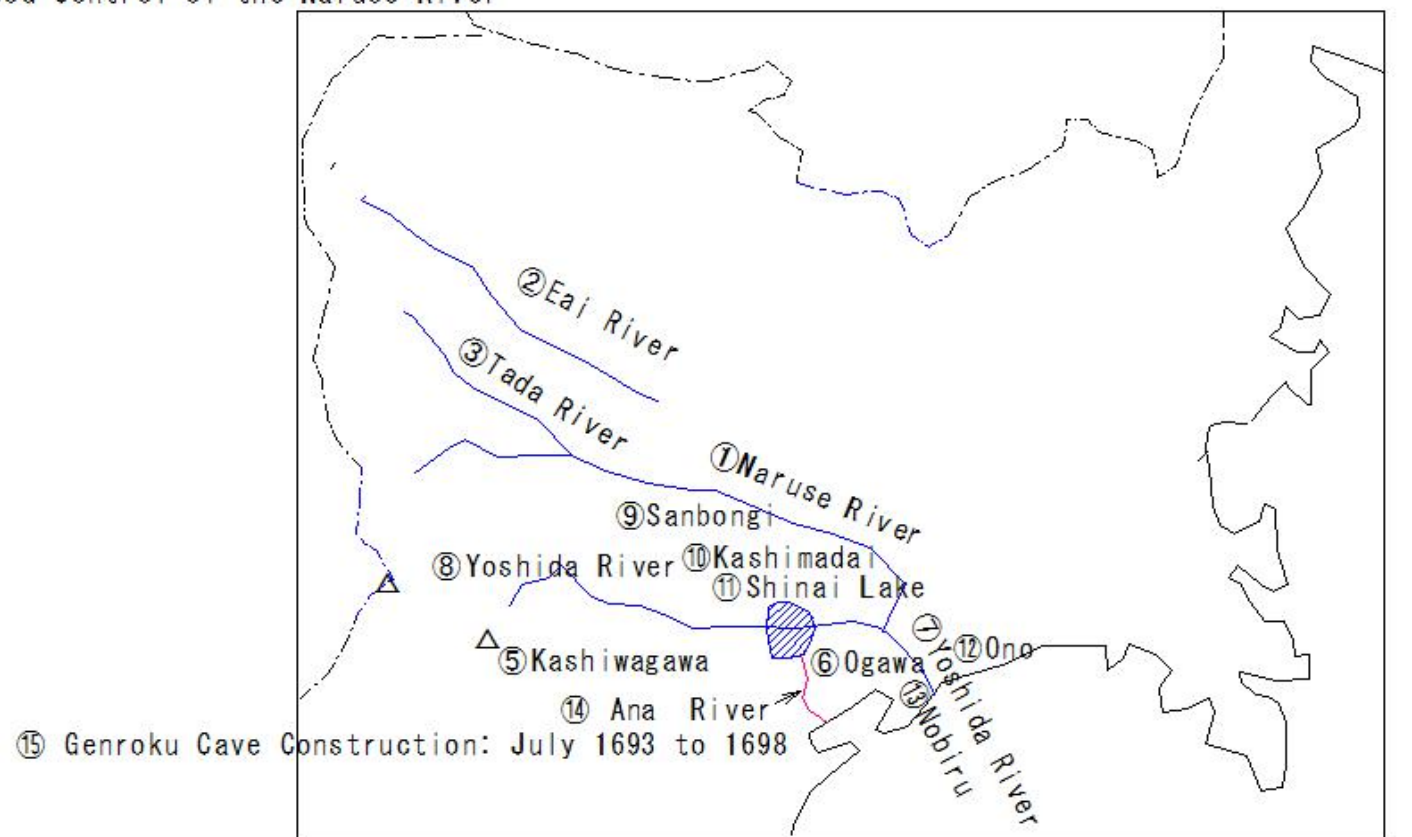 Control of the Naruse River
②Eai River
③Tada River
①Naruse River
⑨Sanbongi
⑧Yoshida River
⑩Kashimadai
⑪Shinai Lake
⑤Kashiwagawa
⑥Ogawa
⑦Yoshida River
⑫Ono
⑬Nobiru
⑭ Ana River
⑮ Genroku Cave Construction: July 1693 to 1698